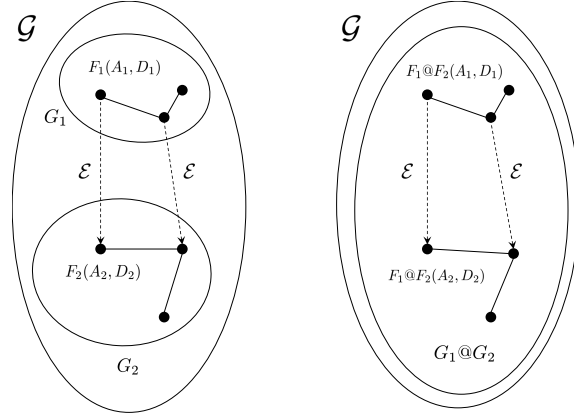 𝒢
F₁(A₁, D₁)
G₁
ℰ
ℰ
F₂(A₂, D₂)
G₂
𝒢
F₁@F₂(A₁, D₁)
ℰ
ℰ
F₁@F₂(A₂, D₂)
G₁@G₂